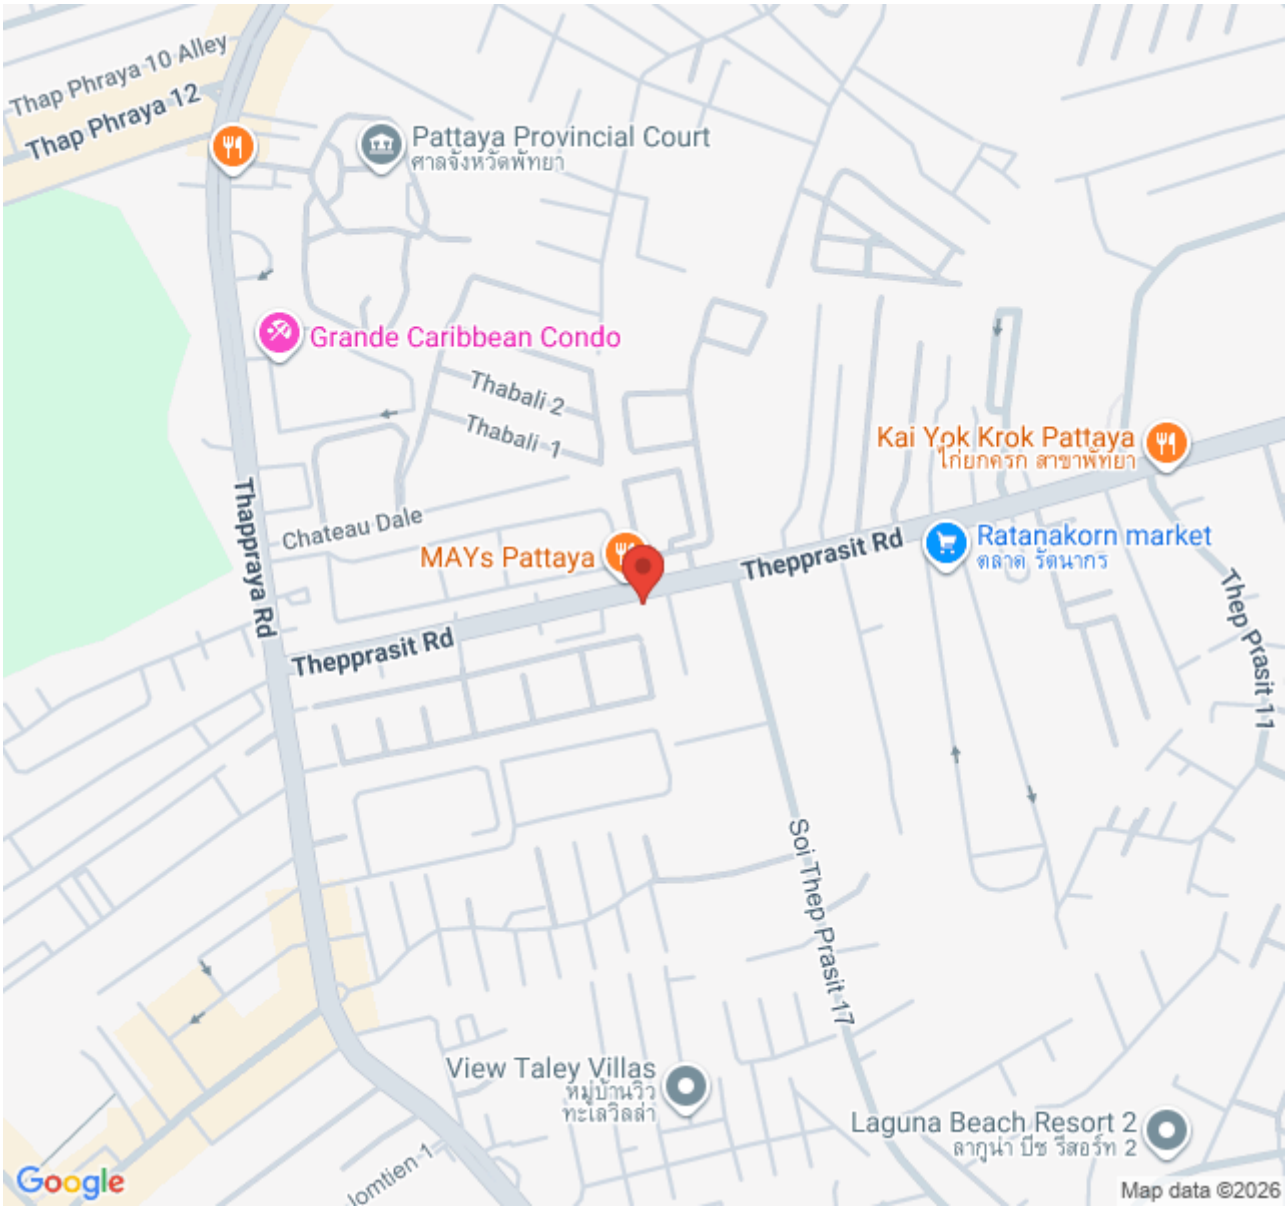 Thap Phraya 10 Alley
Thap Phraya 12
Pattaya Provincial Court
ศาลจังหวัดพัทยา
Grande Caribbean Condo
Thabali 2
Thabali 1
Kai Yok Krok Pattaya
ไก่ยกครก สาขาพัทยา
Thappraya Rd
Chateau Dale
MAYs Pattaya
Thepprasit Rd
Ratanakorn market
ตลาด รัตนากร
Thepprasit Rd
Thep Prasit 11
Soi Thep Prasit 17
View Taley Villas
หมู่บ้านวิว
ทะเลวิลล่า
Laguna Beach Resort 2
ลากูน่า บีช รีสอร์ท 2
Jomtien 1
Google
Map data ©2026